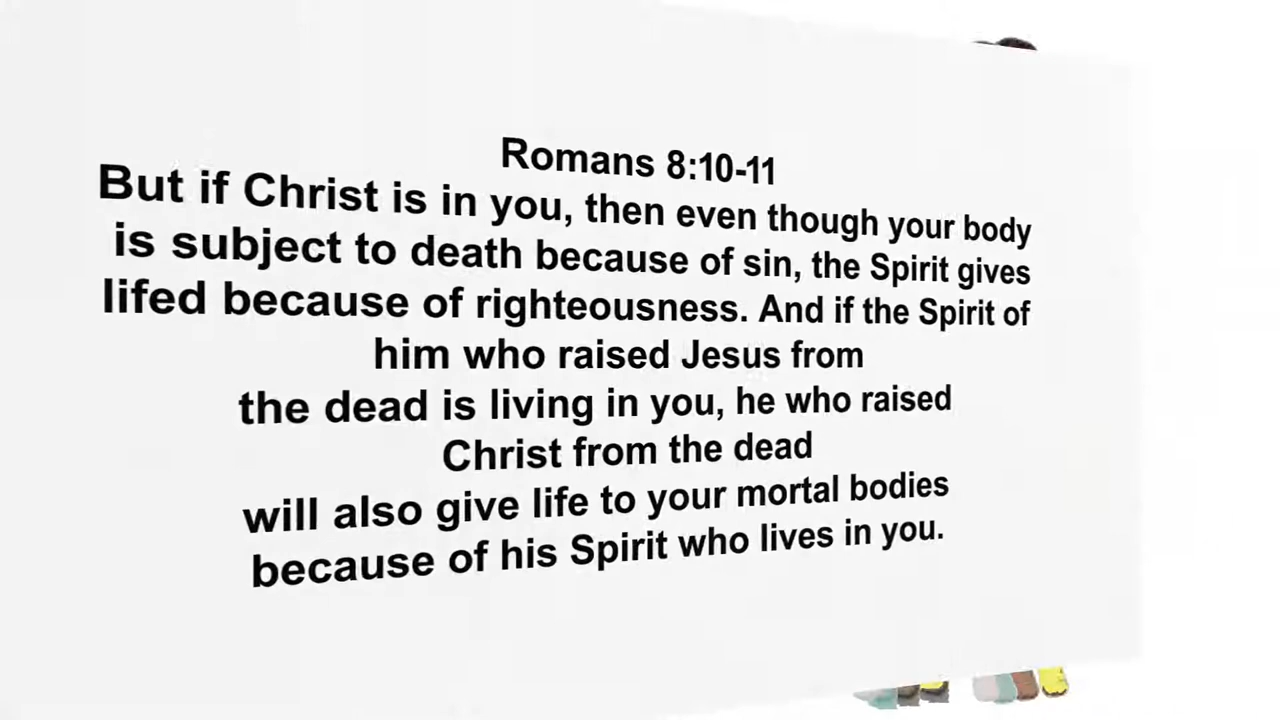 Romans 8:10-11
But if Christ is in you, then even though your body
is subject to death because of sin, the Spirit gives
lifed because of righteousness. And if the Spirit of
him who raised Jesus from
the dead is living in you, he who raised
Christ from the dead
will also give life to your mortal bodies
because of his Spirit who lives in you.